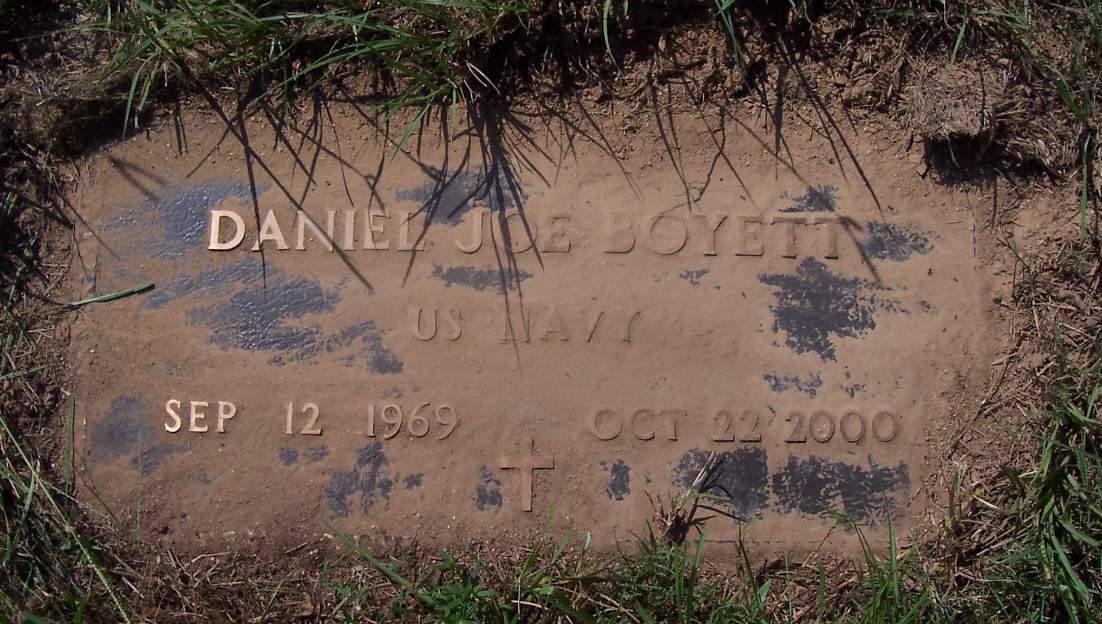 DANIEL JOE BOYETT
US NAVY
SEP 12 1969 OCT 22 2000